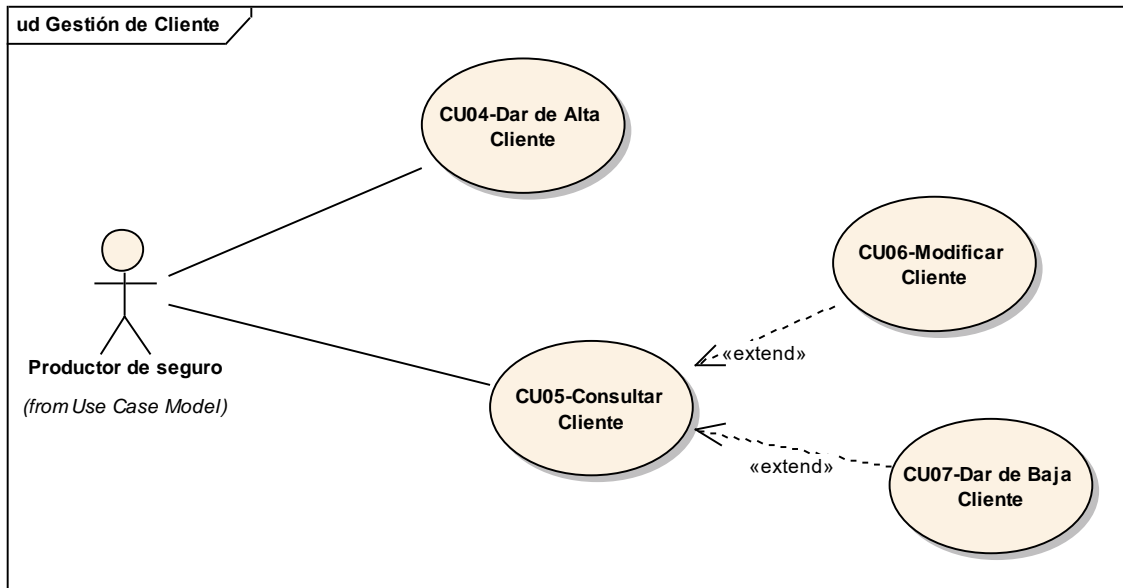 ud Gestión de Cliente
CU04-Dar de Alta
Cliente
CU06-Modificar
Cliente
«extend»
Productor de seguro
(from Use Case Model)
CU05-Consultar
Cliente
«extend»
CU07-Dar de Baja
Cliente